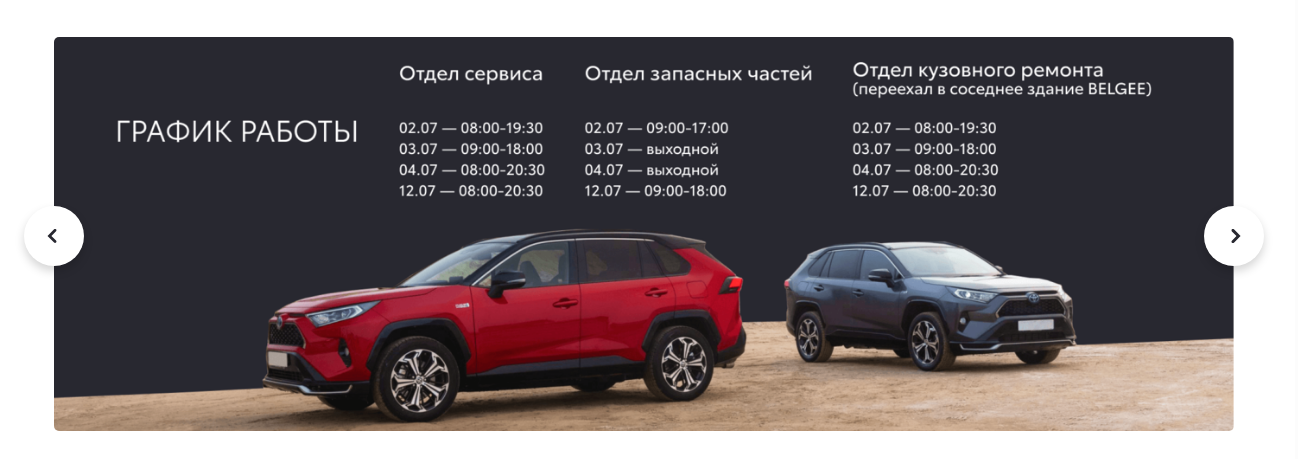 ГРАФИК РАБОТЫ
Отдел сервиса
02.07 — 08:00-19:30
03.07 — 09:00-18:00
04.07 — 08:00-20:30
12.07 — 08:00-20:30
Отдел запасных частей
02.07 — 09:00-17:00
03.07 — выходной
04.07 — выходной
12.07 — 09:00-18:00
Отдел кузовного ремонта
(переехал в соседнее здание BELGEE)
02.07 — 08:00-19:30
03.07 — 09:00-18:00
04.07 — 08:00-20:30
12.07 — 08:00-20:30